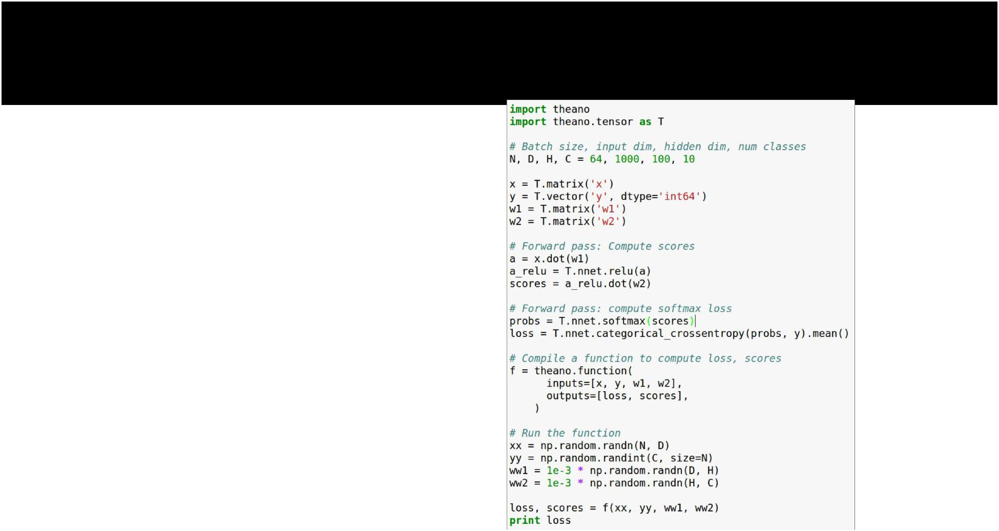 import theano
import theano.tensor as T
# Batch size, input dim, hidden dim, num classes
N, D, H, C = 64, 1000, 100, 10
x = T.matrix('x')
y = T.vector('y', dtype='int64')
w1 = T.matrix('w1')
w2 = T.matrix('w2')
# Forward pass: Compute scores
a = x.dot(w1)
a_relu = T.nnet.relu(a)
scores = a_relu.dot(w2)
# Forward pass: compute softmax loss
probs = T.nnet.softmax(scores)
loss = T.nnet.categorical_crossentropy(probs, y).mean()
# Compile a function to compute loss, scores
f = theano.function(
      inputs=[x, y, w1, w2],
      outputs=[loss, scores],
    )
# Run the function
xx = np.random.randn(N, D)
yy = np.random.randint(C, size=N)
ww1 = 1e-3 * np.random.randn(D, H)
ww2 = 1e-3 * np.random.randn(H, C)
loss, scores = f(xx, yy, ww1, ww2)
print loss